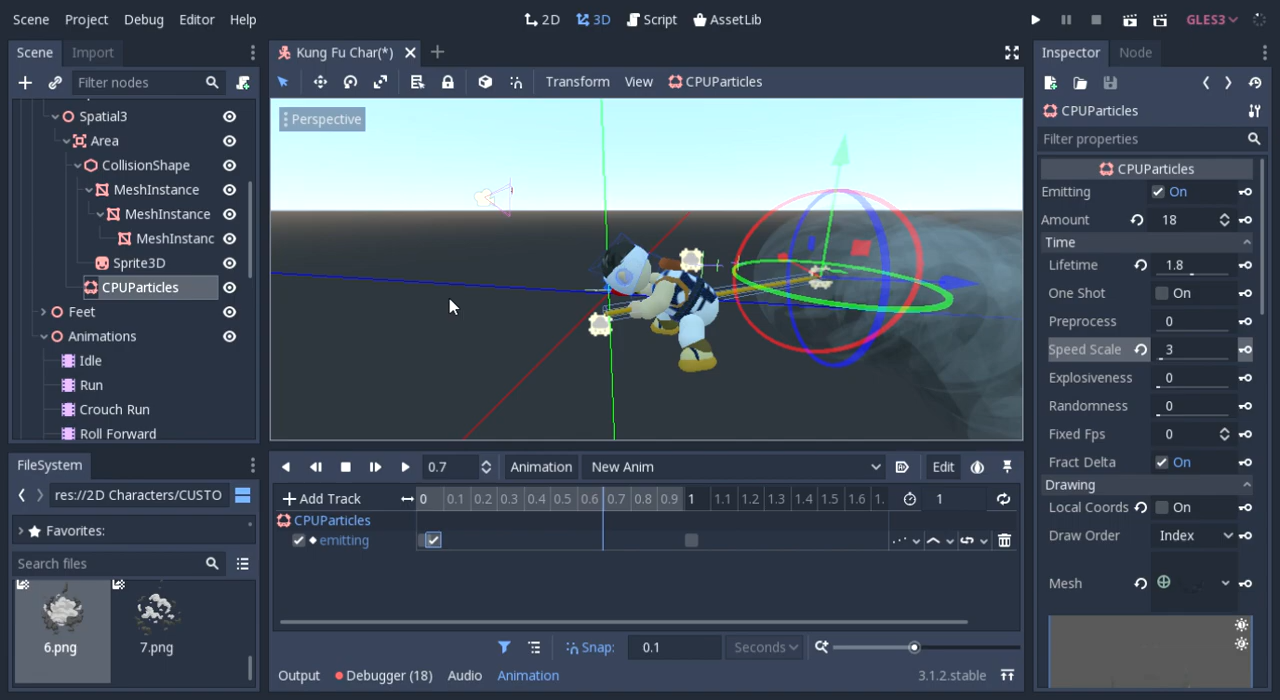 Scene Project Debug Editor Help 2D 3D Script AssetLib GLES3
Scene Import
Filter nodes
Spatial3
Area
CollisionShape
MeshInstance
MeshInstance
MeshInstanc
Sprite3D
CPUParticles
Feet
Animations
Idle
Run
Crouch Run
Roll Forward
FileSystem
res://2D Characters/CUSTO
Favorites:
Search files
6.png 7.png
Kung Fu Char(*)
Transform View CPUParticles
Perspective
0.7 Animation New Anim Edit
Add Track 0 0.1 0.2 0.3 0.4 0.5 0.6 0.7 0.8 0.9 1 1.1 1.2 1.3 1.4 1.5 1.6 1. 1
CPUParticles
emitting
Snap: 0.1 Seconds
Output Debugger (18) Audio Animation 3.1.2.stable
Inspector Node
CPUParticles
Filter properties
CPUParticles
Emitting On
Amount 18
Time
Lifetime 1.8
One Shot On
Preprocess 0
Speed Scale 3
Explosiveness 0
Randomness 0
Fixed Fps 0
Fract Delta On
Drawing
Local Coords On
Draw Order Index
Mesh